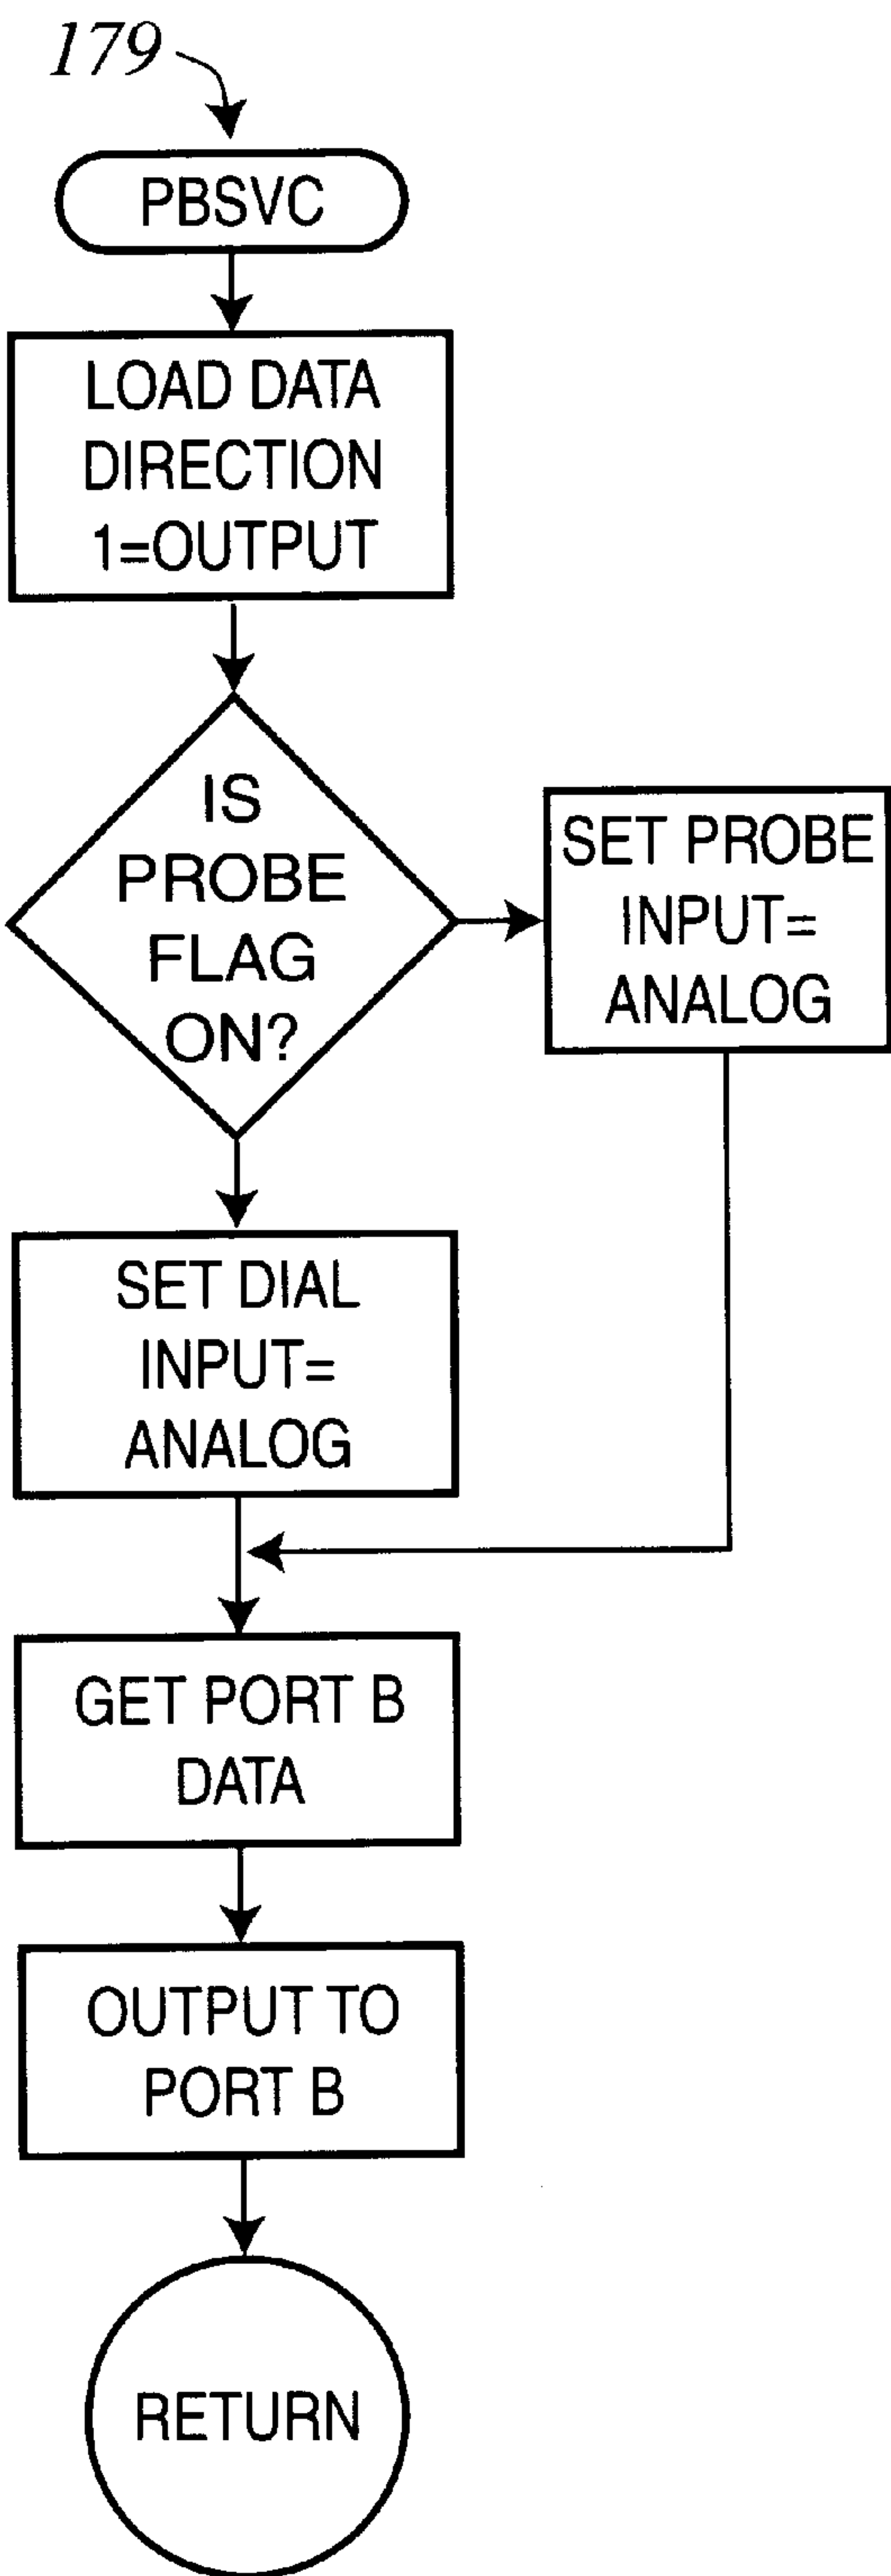 179
PBSVC
LOAD DATA
DIRECTION
1=OUTPUT
IS
PROBE
FLAG
ON?
SET PROBE
INPUT=
ANALOG
SET DIAL
INPUT=
ANALOG
GET PORT B
DATA
OUTPUT TO
PORT B
RETURN